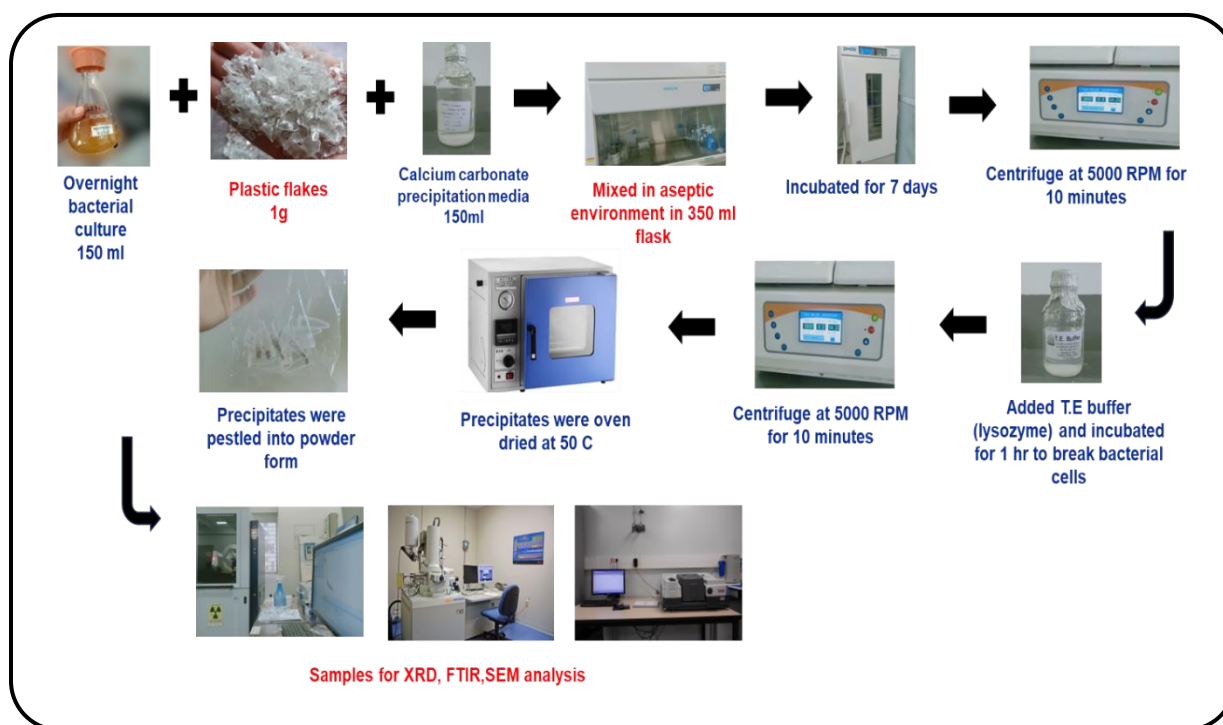 Overnight
bacterial
culture
150 ml
Plastic flakes
1g
Calcium carbonate
precipitation media
150ml
Mixed in aseptic
environment in 350 ml
flask
Incubated for 7 days
Centrifuge at 5000 RPM for
10 minutes
T.E. Buffer
Added T.E buffer
(lysozyme) and incubated
for 1 hr to break bacterial
cells
Centrifuge at 5000 RPM
for 10 minutes
Precipitates were oven
dried at 50 C
Precipitates were
pestled into powder
form
Samples for XRD, FTIR,SEM analysis